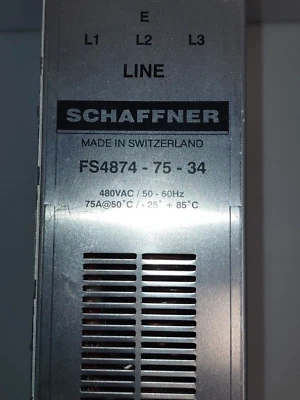 E
L1 L2 L3
LINE
SCHAFFNER
MADE IN SWITZERLAND
FS4874 - 75 - 34
480VAC / 50 - 60Hz
75A@50°C / - 25° + 85°C